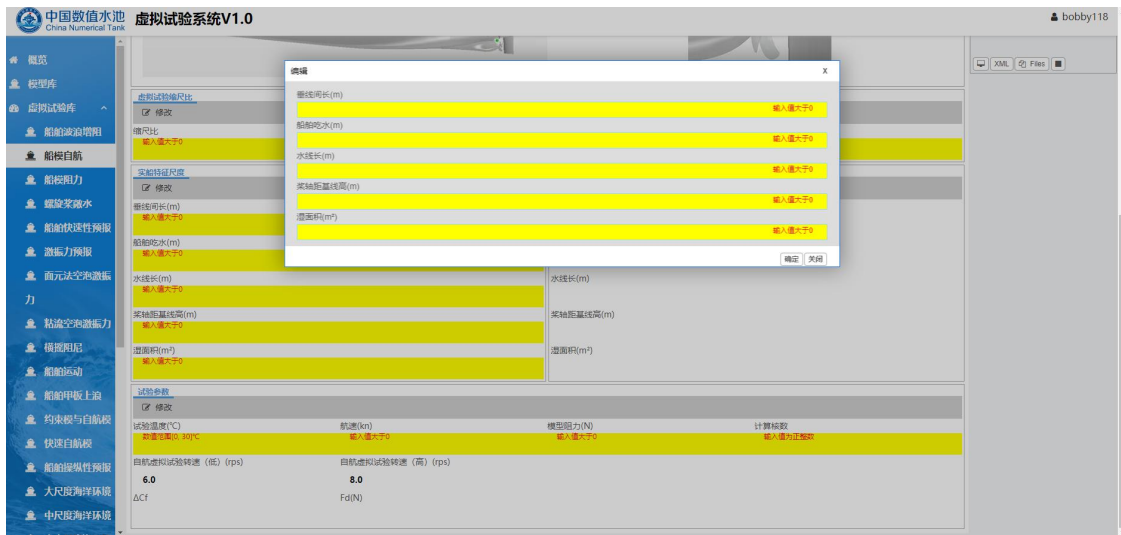 中国数值水池
China Numerical Tank
虚拟试验系统V1.0
bobby118
概览
模型库
虚拟试验库
船舶波浪增阻
船模自航
船模阻力
螺旋桨敞水
船舶快速性预报
激振力预报
面元法空泡激振
力
粘流空泡激振力
横摇阻尼
船舶运动
船舶甲板上浪
约束模与自航模
快速自航模
船舶操纵性预报
大尺度海洋环境
中尺度海洋环境
XML Files
虚拟试验缩尺比
修改
缩尺比
输入值大于0
实船特征尺度
修改
垂线间长(m)
输入值大于0
船舶吃水(m)
输入值大于0
水线长(m)
输入值大于0
桨轴距基线高(m)
输入值大于0
湿面积(m²)
输入值大于0
水线长(m)
桨轴距基线高(m)
湿面积(m²)
编辑 X
垂线间长(m)
输入值大于0
船舶吃水(m)
输入值大于0
水线长(m)
输入值大于0
桨轴距基线高(m)
输入值大于0
湿面积(m²)
输入值大于0
确定 关闭
试验参数
修改
试验温度(℃) 航速(kn) 模型阻力(N) 计算核数
数值范围[0, 30]℃ 输入值大于0 输入值大于0 输入值为正整数
自航虚拟试验转速（低）(rps) 自航虚拟试验转速（高）(rps)
6.0 8.0
ΔCf Fd(N)